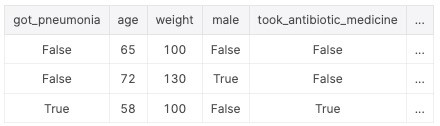 got_pneumonia age weight male took_antibiotic_medicine ...
False 65 100 False False ...
False 72 130 True False ...
True 58 100 False True ...